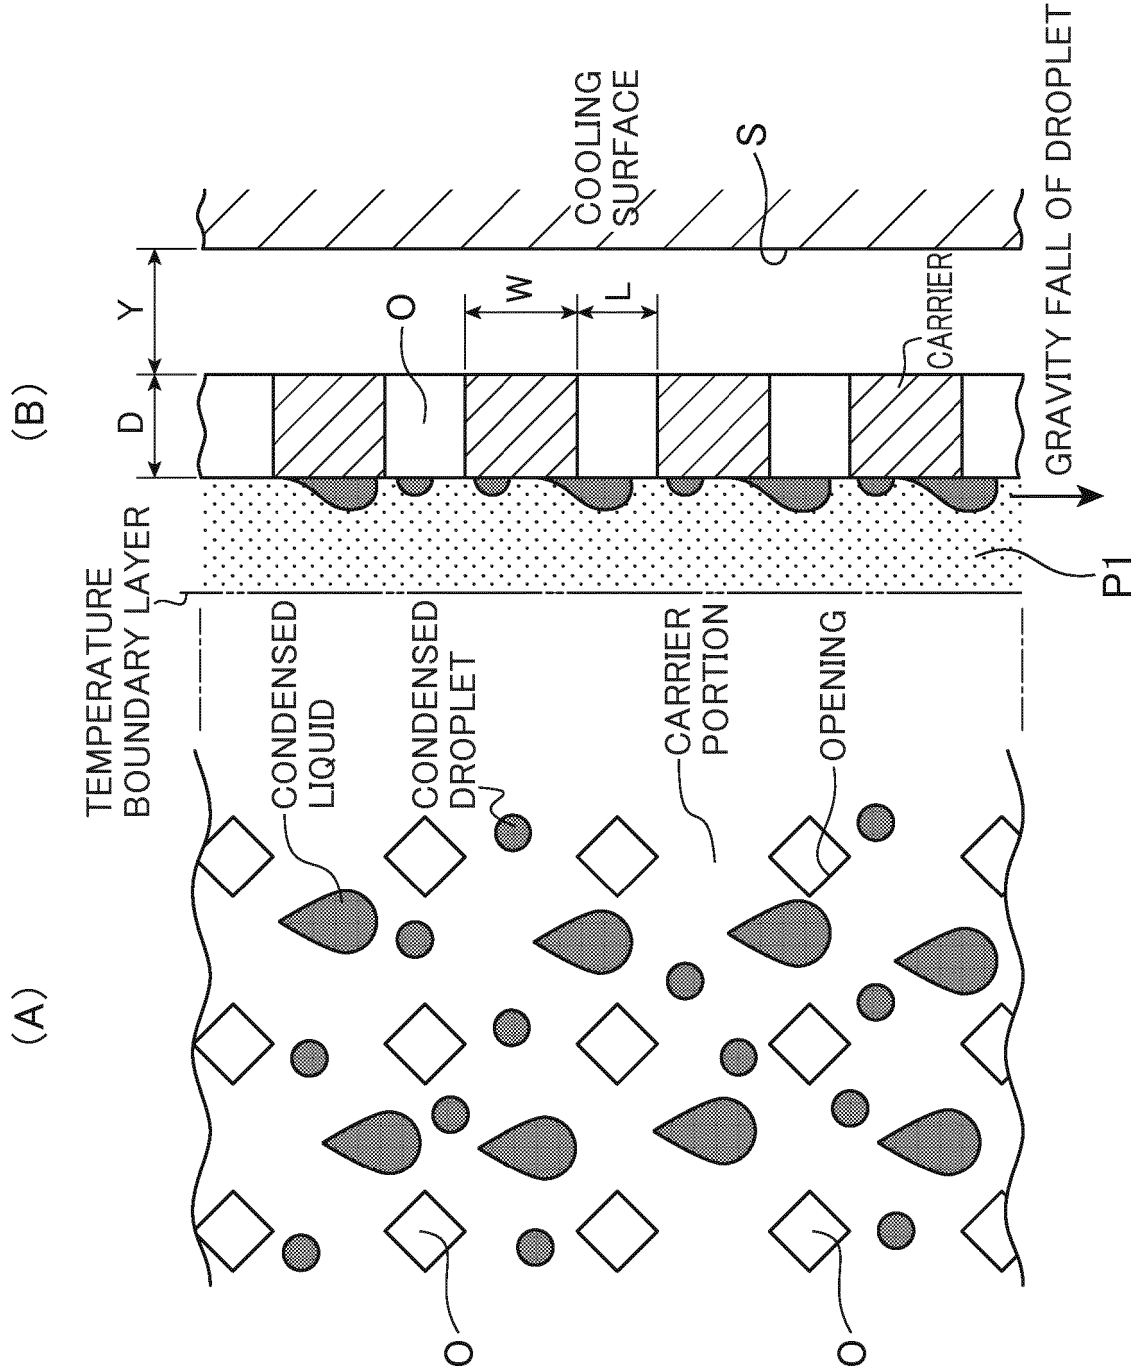 (A)
(B)
TEMPERATURE
BOUNDARY LAYER
CONDENSED
LIQUID
CONDENSED
DROPLET
CARRIER
PORTION
OPENING
O
O
D
Y
O
W
L
COOLING
SURFACE
S
CARRIER
GRAVITY FALL OF DROPLET
P1